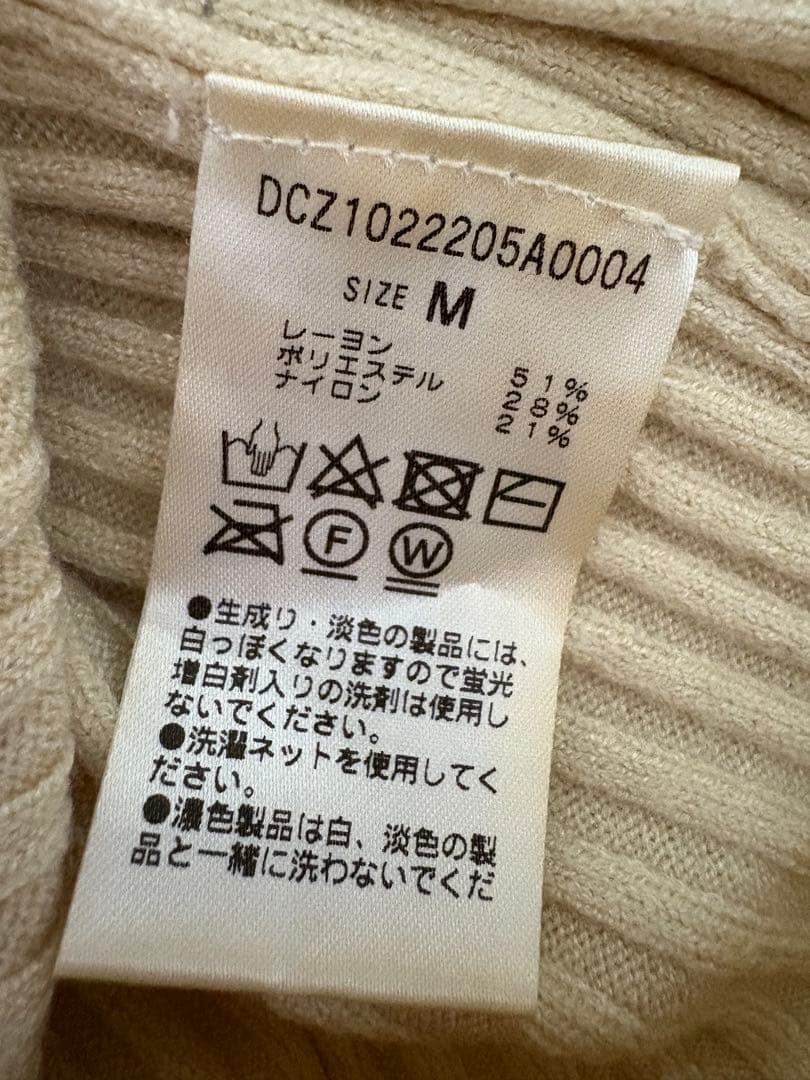 DCZ1022205A0004
SIZE M
レーヨン 51%
ポリエステル 28%
ナイロン 21%
F W
●生成り・淡色の製品には、
白っぽくなりますので蛍光
増白剤入りの洗剤は使用し
ないでください。
●洗濯ネットを使用してく
ださい。
●濃色製品は白、淡色の製
品と一緒に洗わないでくだ